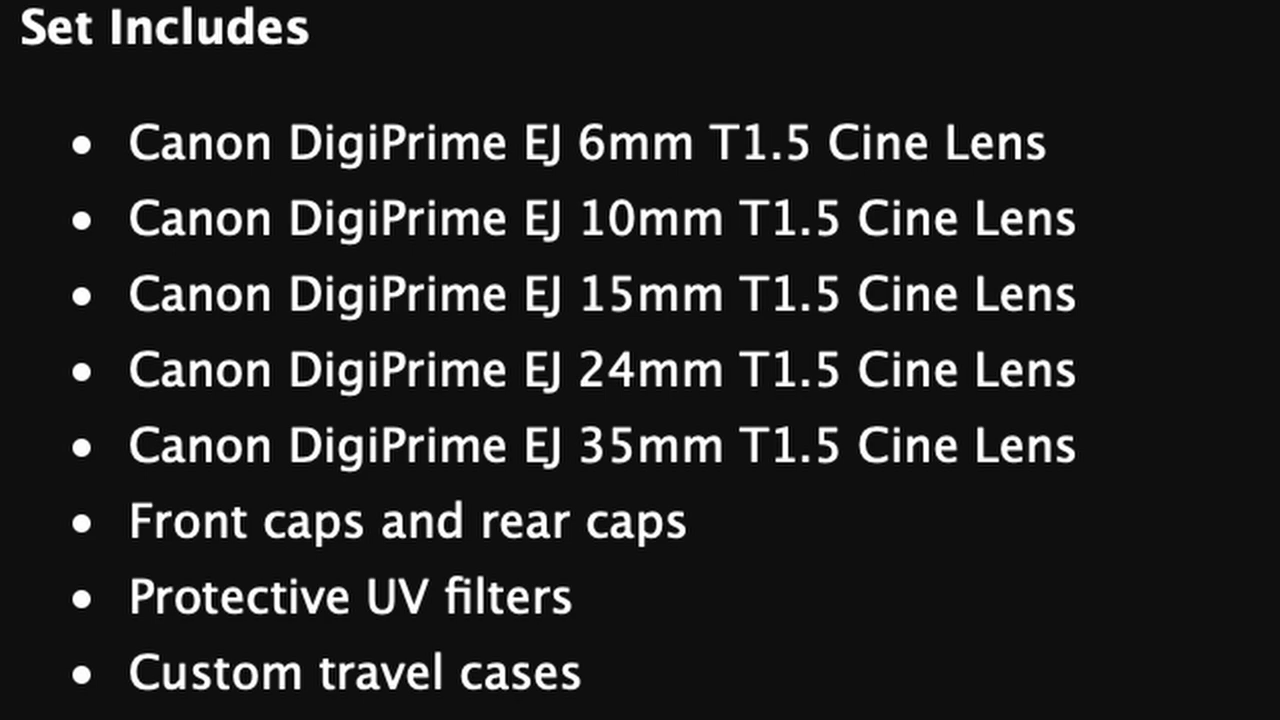 Set Includes
• Canon DigiPrime EJ 6mm T1.5 Cine Lens
• Canon DigiPrime EJ 10mm T1.5 Cine Lens
• Canon DigiPrime EJ 15mm T1.5 Cine Lens
• Canon DigiPrime EJ 24mm T1.5 Cine Lens
• Canon DigiPrime EJ 35mm T1.5 Cine Lens
• Front caps and rear caps
• Protective UV filters
• Custom travel cases